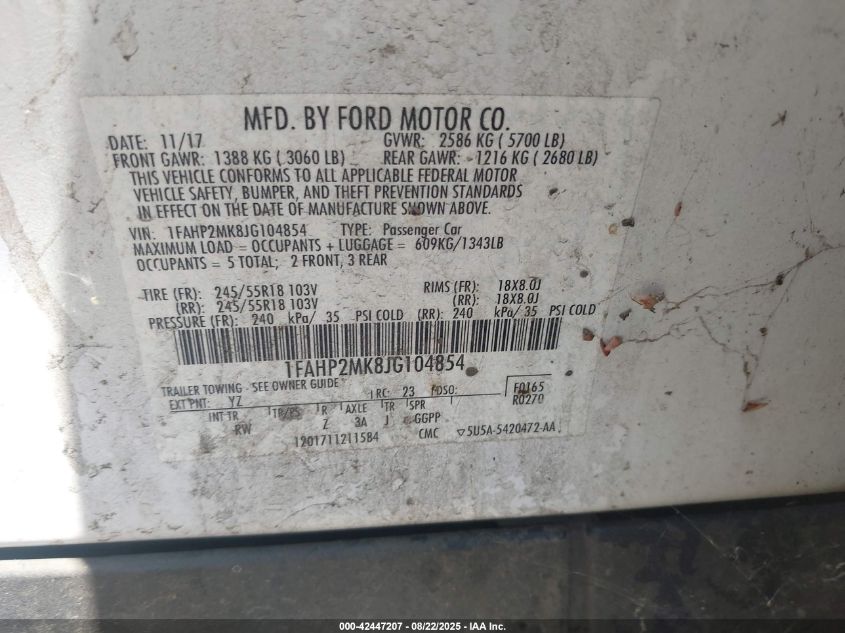 MFD. BY FORD MOTOR CO.
DATE: 11/17 GVWR: 2586 KG ( 5700 LB)
FRONT GAWR: 1388 KG ( 3060 LB) REAR GAWR: 1216 KG ( 2680 LB)
THIS VEHICLE CONFORMS TO ALL APPLICABLE FEDERAL MOTOR
VEHICLE SAFETY, BUMPER, AND THEFT PREVENTION STANDARDS
IN EFFECT ON THE DATE OF MANUFACTURE SHOWN ABOVE.
VIN: 1FAHP2MK8JG104854 TYPE: Passenger Car
MAXIMUM LOAD = OCCUPANTS + LUGGAGE = 609KG/1343LB
OCCUPANTS = 5 TOTAL; 2 FRONT, 3 REAR
TIRE (FR): 245/55R18 103V RIMS (FR): 18X8.0J
(RR): 245/55R18 103V (RR): 18X8.0J
PRESSURE (FR): 240 kPa/ 35 PSI COLD (RR): 240 kPa/ 35 PSI COLD
1FAHP2MK8JG104854
TRAILER TOWING - SEE OWNER GUIDE
EXT PNT: YZ RC: 23 DSO: F0165
R0270
INT TR TP/PS R AXLE TR SPR
RW Z 3A J GGPP
1201711211584 CMC ▽5U5A-5420472-AA
000-42447207 - 08/22/2025 - IAA Inc.